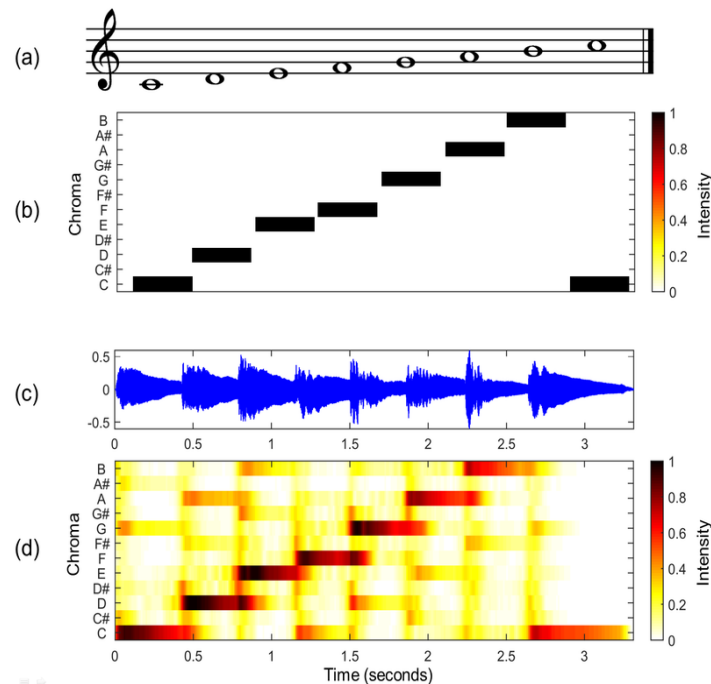 (a)
B
A#
A
G#
G
F#
F
E
D#
D
C#
C
Chroma
(b)
1
0.8
0.6
0.4
0.2
0
Intensity
(c)
0.5
0
-0.5
0 0.5 1 1.5 2 2.5 3
(d)
B
A#
A
G#
G
F#
F
E
D#
D
C#
C
Chroma
1
0.8
0.6
0.4
0.2
0
Intensity
0 0.5 1 1.5 2 2.5 3
Time (seconds)